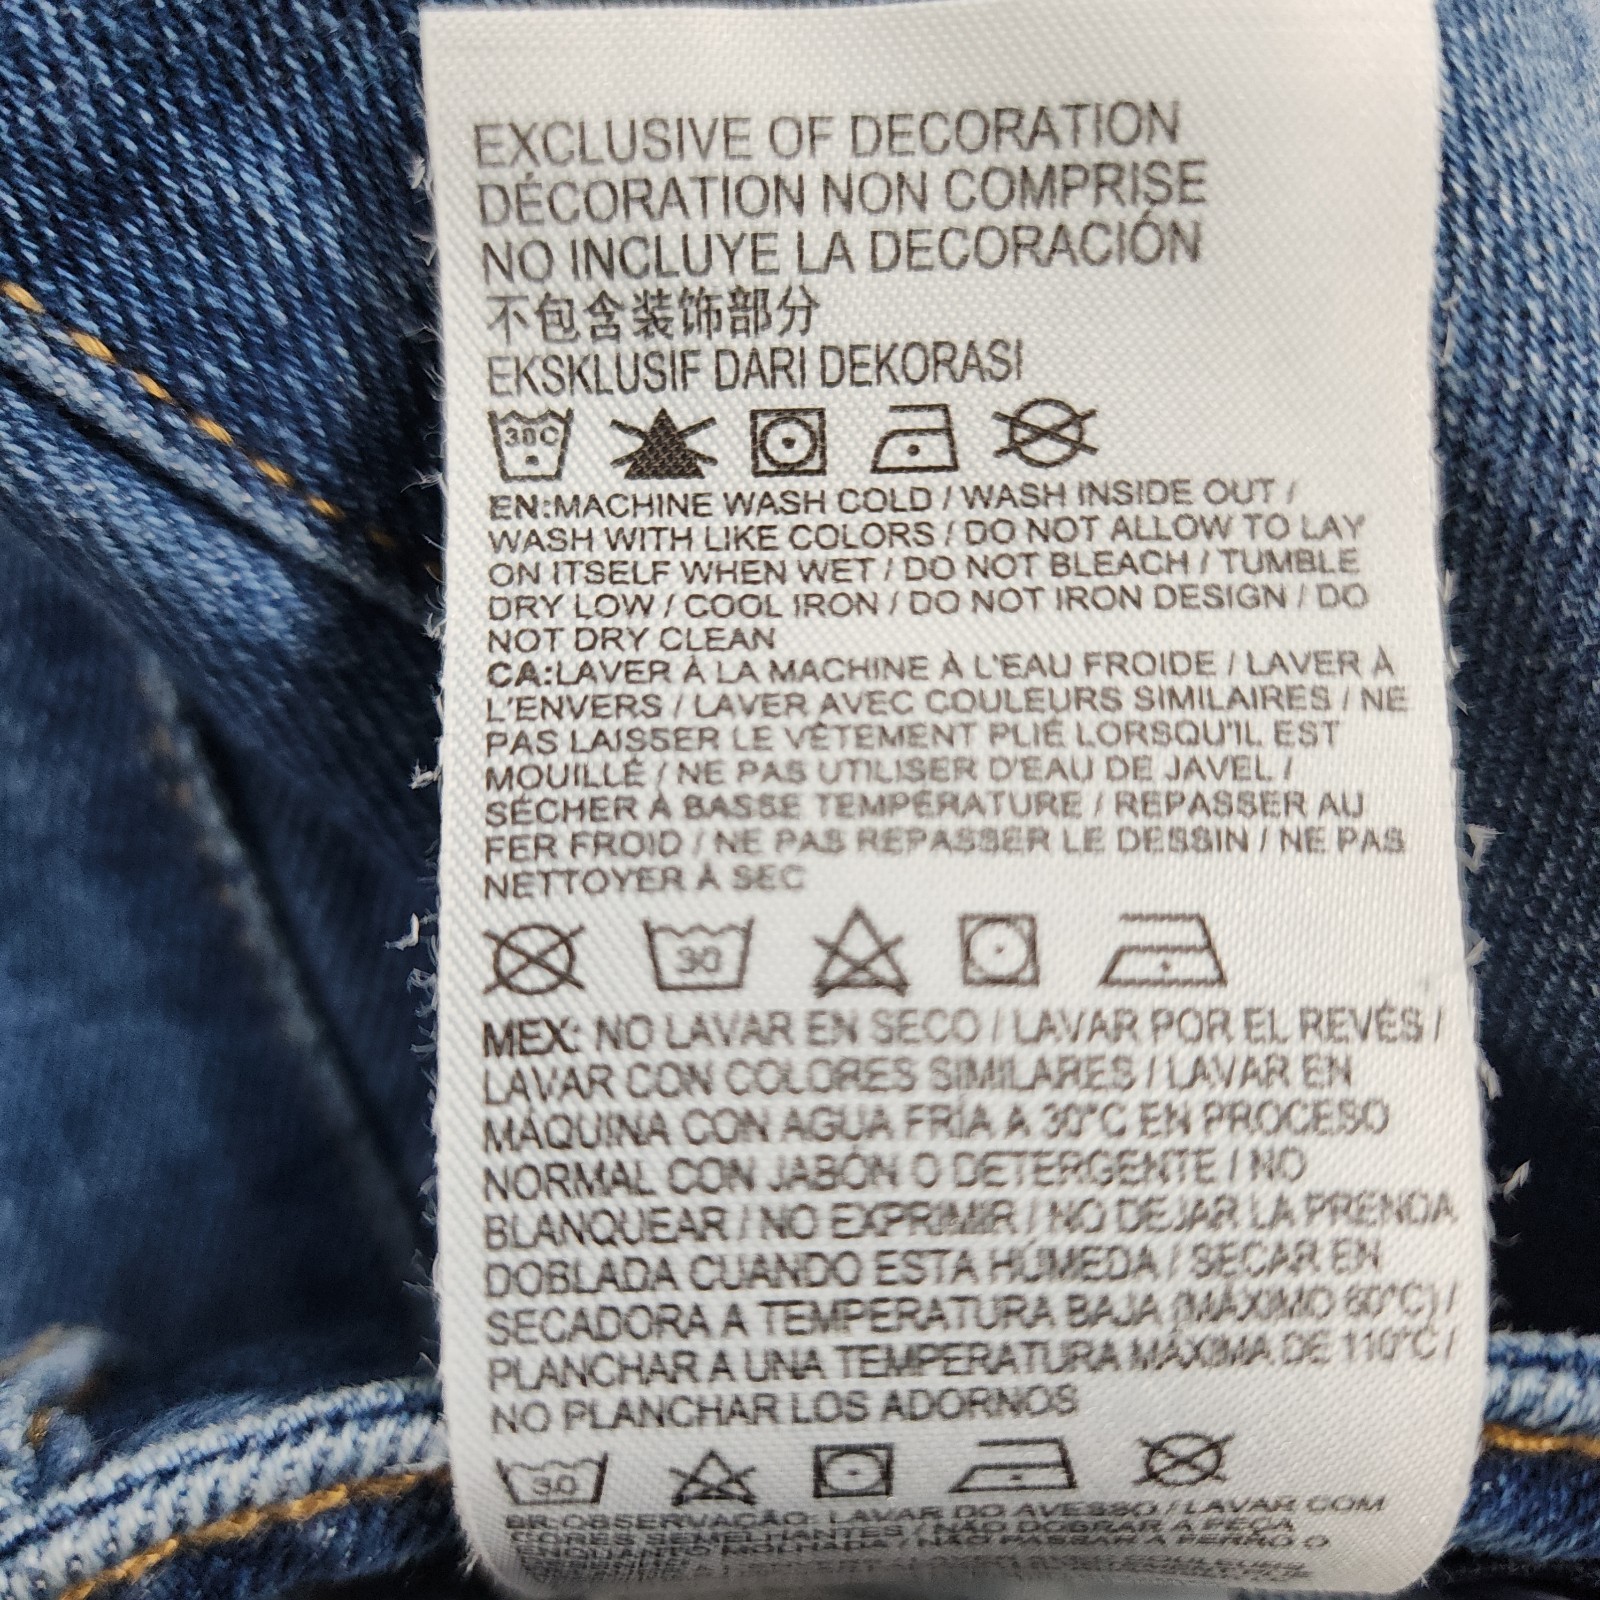 EXCLUSIVE OF DECORATION
DÉCORATION NON COMPRISE
NO INCLUYE LA DECORACIÓN
不包含装饰部分
EKSKLUSIF DARI DEKORASI
30C
EN:MACHINE WASH COLD / WASH INSIDE OUT /
WASH WITH LIKE COLORS / DO NOT ALLOW TO LAY
ON ITSELF WHEN WET / DO NOT BLEACH / TUMBLE
DRY LOW / COOL IRON / DO NOT IRON DESIGN / DO
NOT DRY CLEAN
CA:LAVER À LA MACHINE À L'EAU FROIDE / LAVER À
L'ENVERS / LAVER AVEC COULEURS SIMILAIRES / NE
PAS LAISSER LE VÊTEMENT PLIÉ LORSQU'IL EST
MOUILLÉ / NE PAS UTILISER D'EAU DE JAVEL /
SÉCHER À BASSE TEMPÉRATURE / REPASSER AU
FER FROID / NE PAS REPASSER LE DESSIN / NE PAS
NETTOYER À SEC
30
MEX: NO LAVAR EN SECO / LAVAR POR EL REVÉS /
LAVAR CON COLORES SIMILARES / LAVAR EN
MÁQUINA CON AGUA FRÍA A 30°C EN PROCESO
NORMAL CON JABÓN O DETERGENTE / NO
BLANQUEAR / NO EXPRIMIR / NO DEJAR LA PRENDA
DOBLADA CUANDO ESTA HÚMEDA / SECAR EN
SECADORA A TEMPERATURA BAJA (MÁXIMO 60°C) /
PLANCHAR A UNA TEMPERATURA MÁXIMA DE 110°C /
NO PLANCHAR LOS ADORNOS
30
BR:OBSERVAÇÃO: LAVAR DO AVESSO / LAVAR COM
CORES SEMELHANTES / NÃO DOBRAR A PEÇA
ENQUANTO MOLHADA / NÃO PASSAR A FERRO O